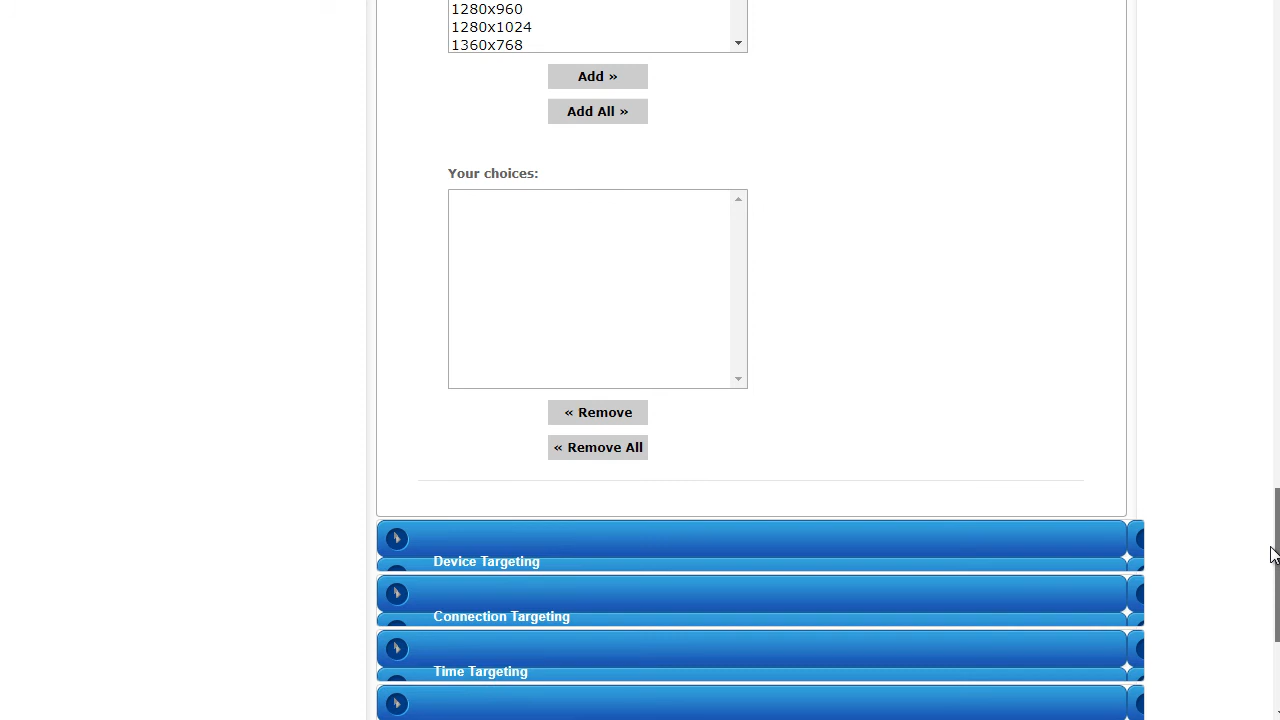 1280x960
1280x1024
1360x768
Add »
Add All »
Your choices:
« Remove
« Remove All
Device Targeting
Connection Targeting
Time Targeting